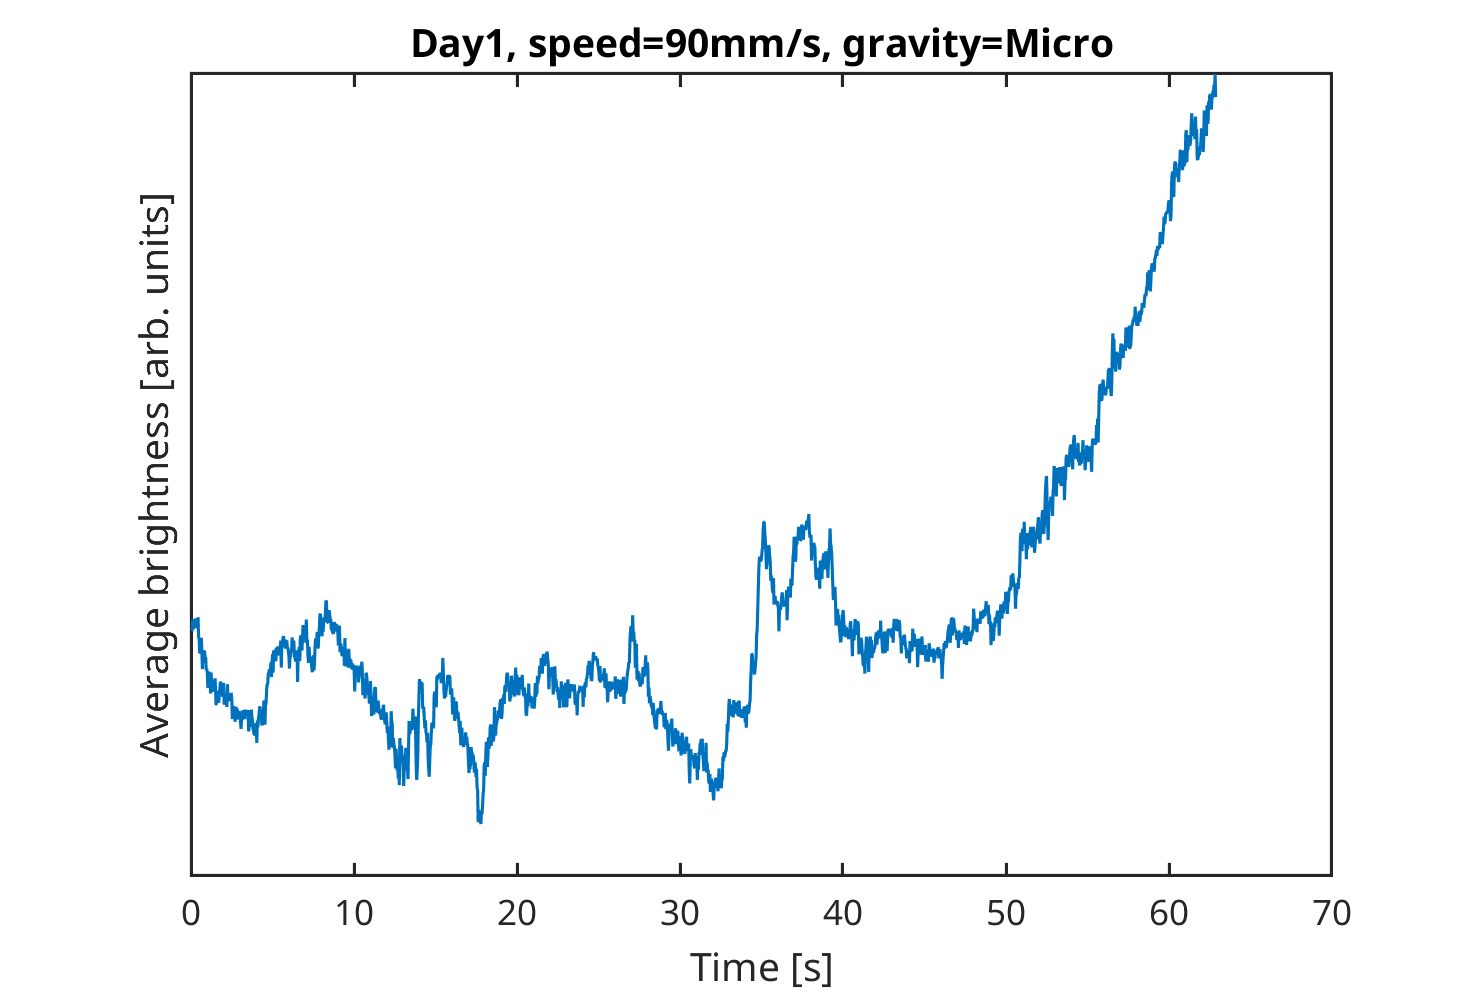 Day1, speed=90mm/s, gravity=Micro
Average brightness [arb. units]
0 10 20 30 40 50 60 70
Time [s]